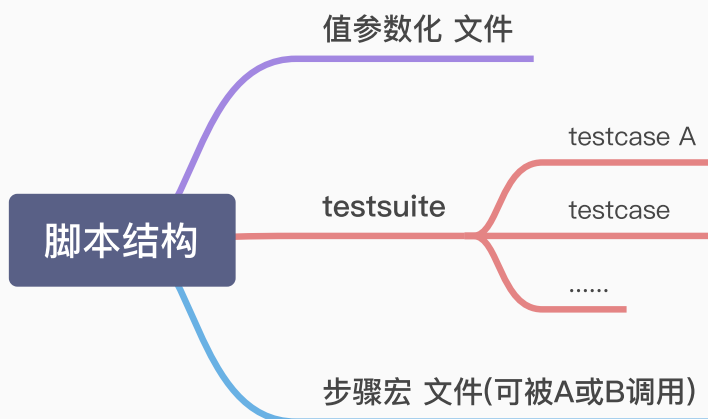 值参数化 文件
testcase A
testsuite
testcase
脚本结构
......
步骤宏 文件(可被A或B调用)